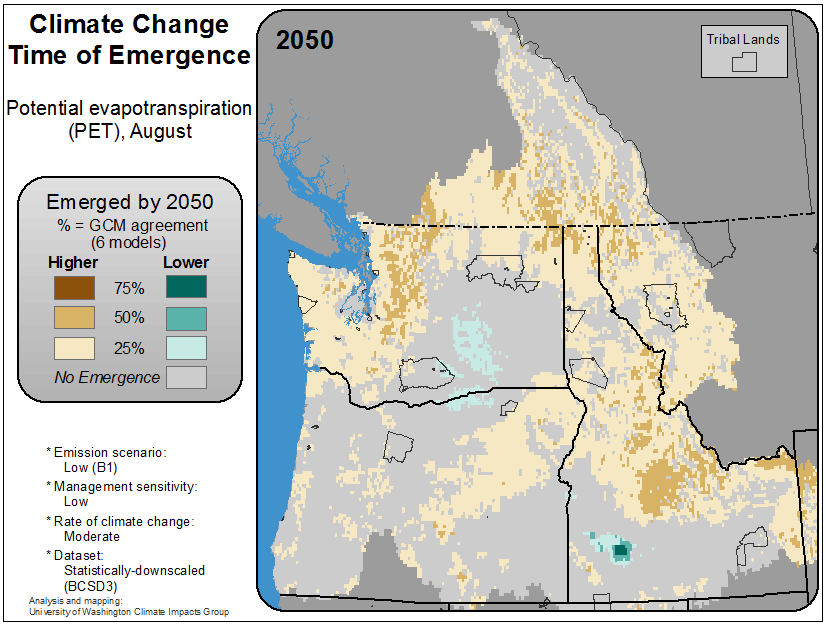 Climate Change
Time of Emergence
Potential evapotranspiration
(PET), August
Emerged by 2050
% = GCM agreement
(6 models)
Higher Lower
75%
50%
25%
No Emergence
* Emission scenario:
Low (B1)
* Management sensitivity:
Low
* Rate of climate change:
Moderate
* Dataset:
Statistically-downscaled
(BCSD3)
Analysis and mapping:
University of Washington Climate Impacts Group
2050
Tribal Lands